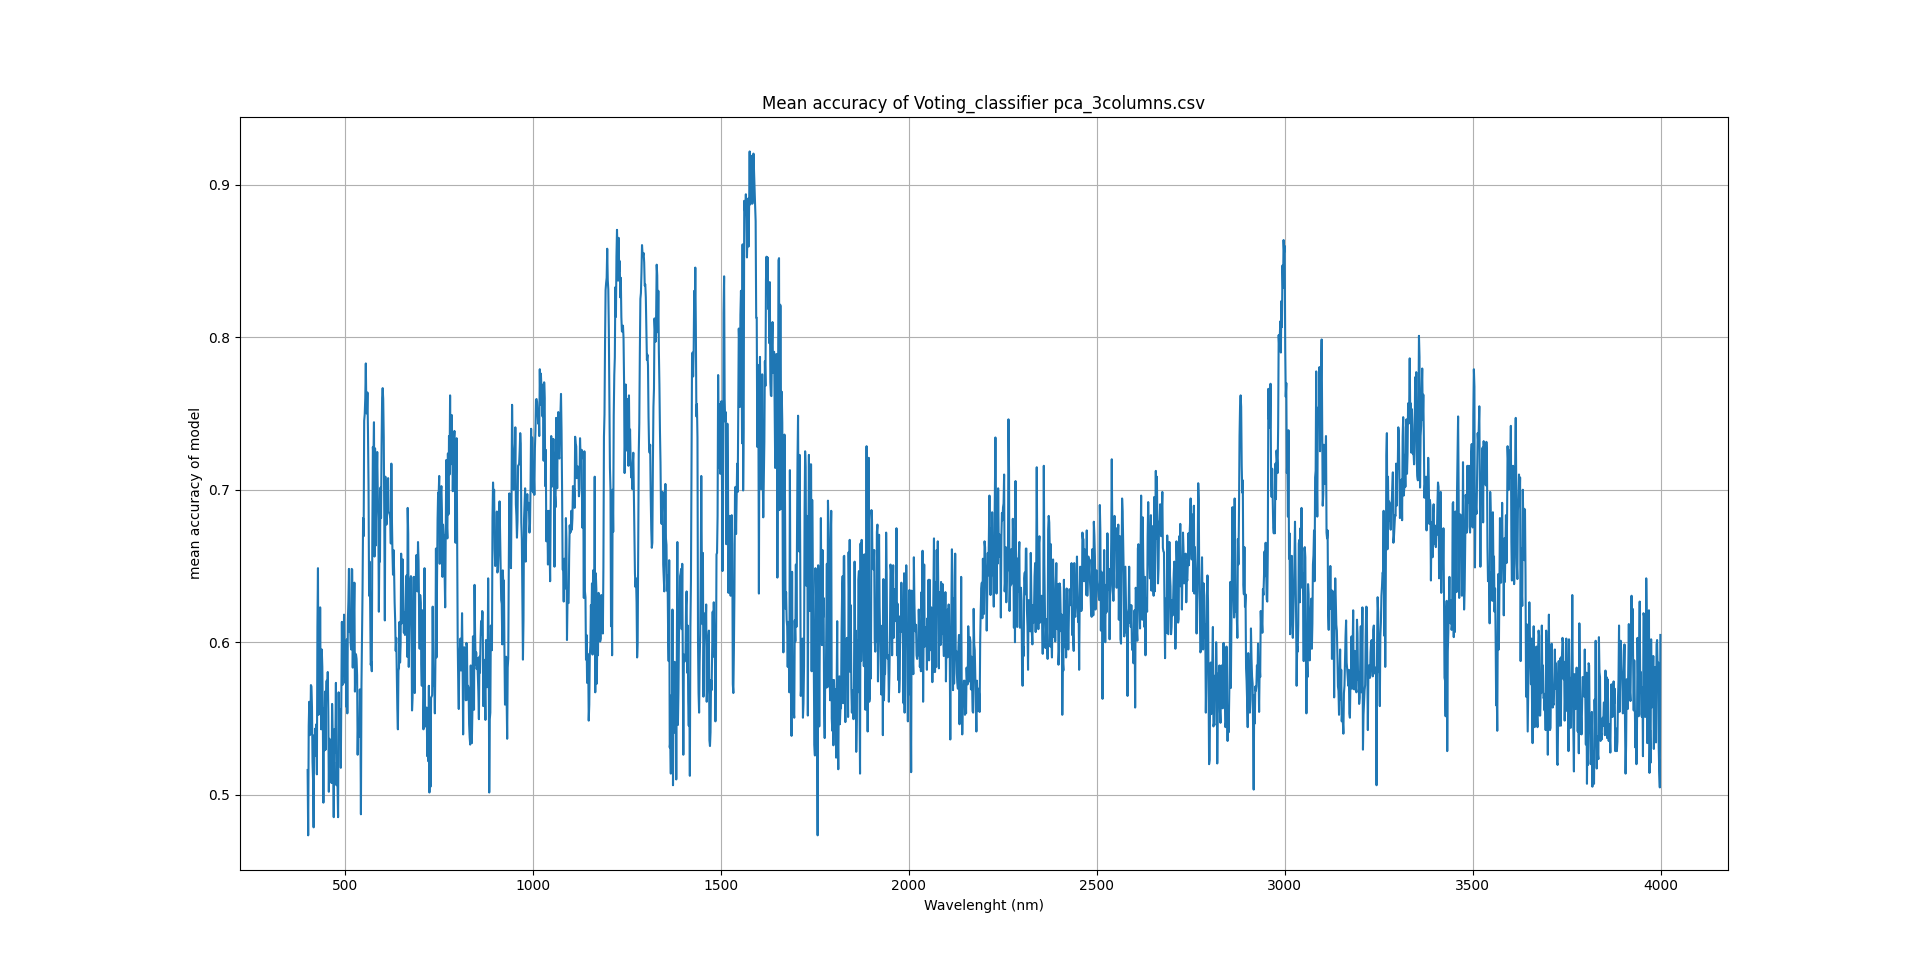 Mean accuracy of Voting_classifier pca_3columns.csv
mean accuracy of model
0.9
0.8
0.7
0.6
0.5
500 1000 1500 2000 2500 3000 3500 4000
Wavelenght (nm)